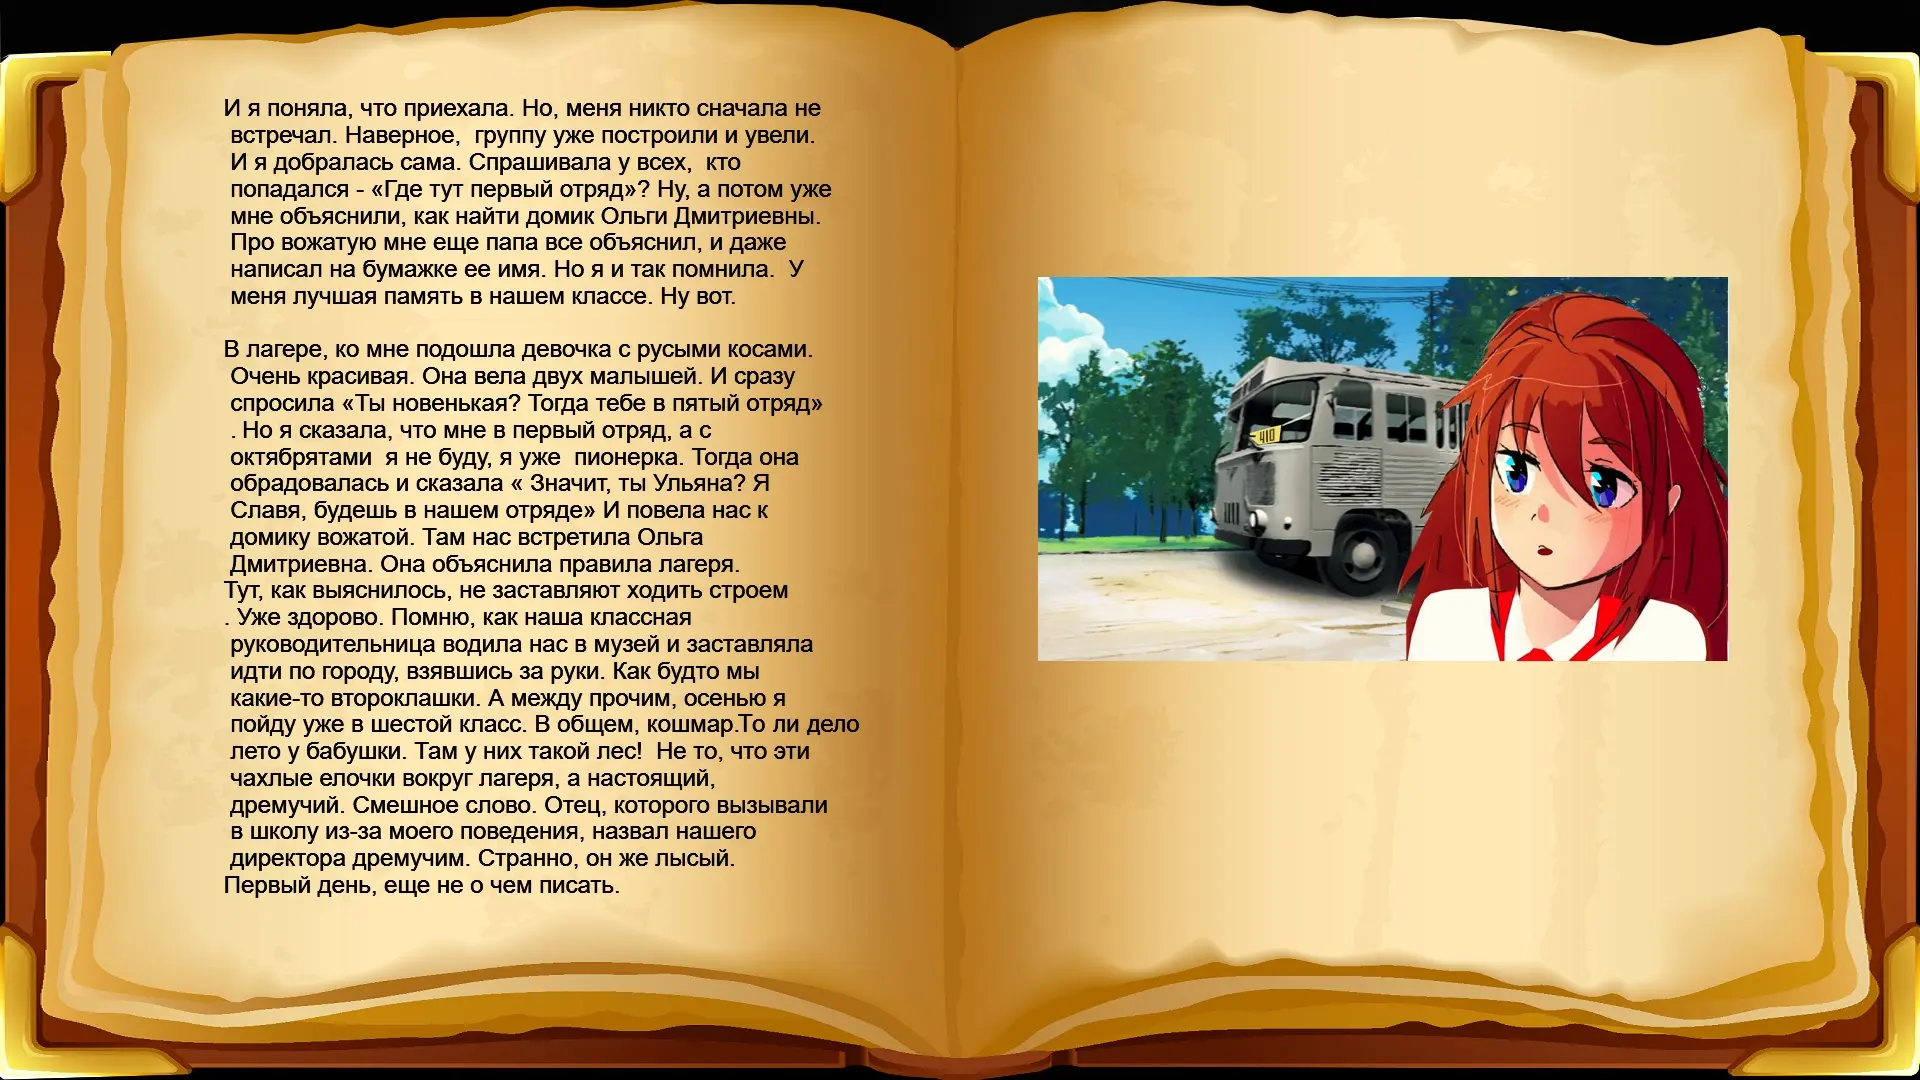 И я поняла, что приехала. Но, меня никто сначала не
встречал. Наверное,  группу уже построили и увели.
И я добралась сама. Спрашивала у всех,  кто
попадался - «Где тут первый отряд»? Ну, а потом уже
мне объяснили, как найти домик Ольги Дмитриевны.
Про вожатую мне еще папа все объяснил, и даже
написал на бумажке ее имя. Но я и так помнила.  У
меня лучшая память в нашем классе. Ну вот.
В лагере, ко мне подошла девочка с русыми косами.
Очень красивая. Она вела двух малышей. И сразу
спросила «Ты новенькая? Тогда тебе в пятый отряд»
. Но я сказала, что мне в первый отряд, а с
октябрятами  я не буду, я уже  пионерка. Тогда она
обрадовалась и сказала « Значит, ты Ульяна? Я
Славя, будешь в нашем отряде» И повела нас к
домику вожатой. Там нас встретила Ольга
Дмитриевна. Она объяснила правила лагеря.
Тут, как выяснилось, не заставляют ходить строем
. Уже здорово. Помню, как наша классная
руководительница водила нас в музей и заставляла
идти по городу, взявшись за руки. Как будто мы
какие-то второклашки. А между прочим, осенью я
пойду уже в шестой класс. В общем, кошмар.То ли дело
лето у бабушки. Там у них такой лес!  Не то, что эти
чахлые елочки вокруг лагеря, а настоящий,
дремучий. Смешное слово. Отец, которого вызывали
в школу из-за моего поведения, назвал нашего
директора дремучим. Странно, он же лысый.
Первый день, еще не о чем писать.
410